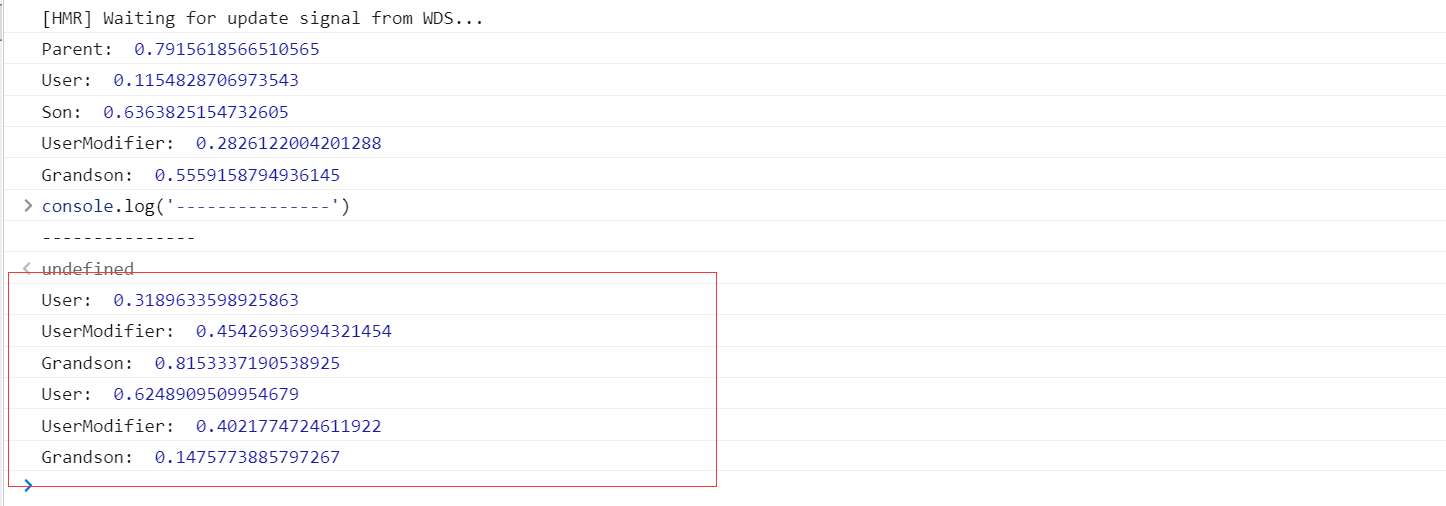 [HMR] Waiting for update signal from WDS...
Parent:  0.7915618566510565
User:  0.1154828706973543
Son:  0.6363825154732605
UserModifier:  0.2826122004201288
Grandson:  0.5559158794936145
> console.log('---------------')
---------------
< undefined
User:  0.3189633598925863
UserModifier:  0.45426936994321454
Grandson:  0.8153337190538925
User:  0.6248909509954679
UserModifier:  0.4021774724611922
Grandson:  0.1475773885797267
>